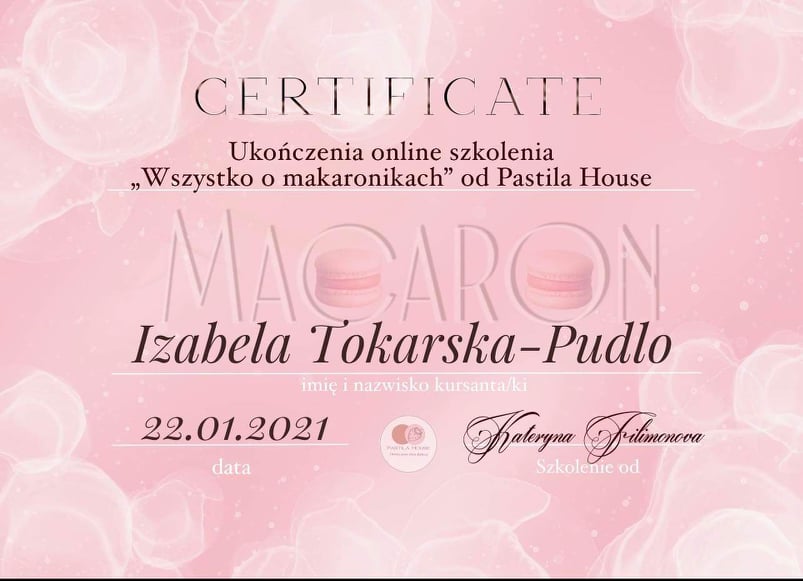 CERTIFICATE
Ukończenia online szkolenia
„Wszystko o makaronikach” od Pastila House
MACARON
Izabela Tokarska-Pudlo
imię i nazwisko kursanta/ki
22.01.2021
data
PASTILA HOUSE
Kateryna Filimonova
Szkolenie od